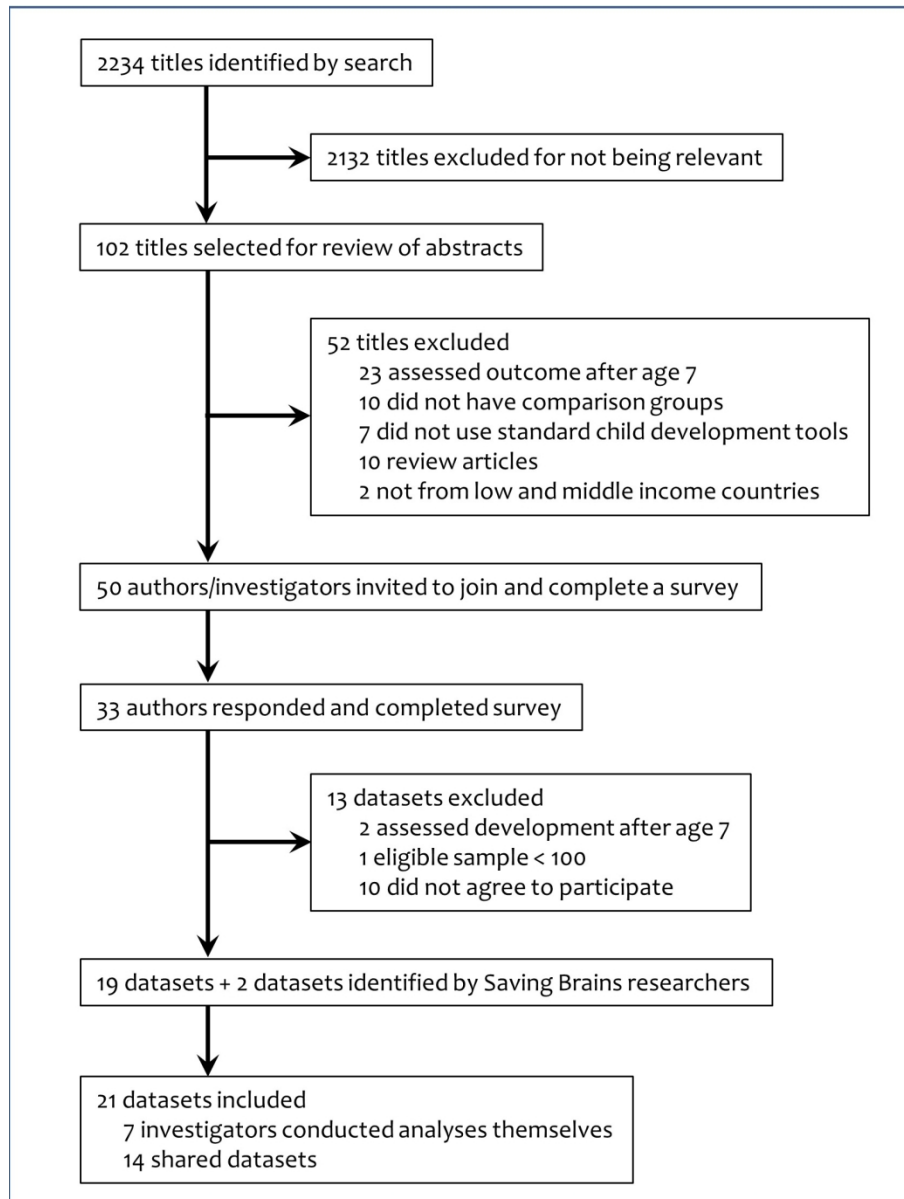 2234 titles identified by search
2132 titles excluded for not being relevant
102 titles selected for review of abstracts
52 titles excluded
23 assessed outcome after age 7
10 did not have comparison groups
7 did not use standard child development tools
10 review articles
2 not from low and middle income countries
50 authors/investigators invited to join and complete a survey
33 authors responded and completed survey
13 datasets excluded
2 assessed development after age 7
1 eligible sample < 100
10 did not agree to participate
19 datasets + 2 datasets identified by Saving Brains researchers
21 datasets included
7 investigators conducted analyses themselves
14 shared datasets